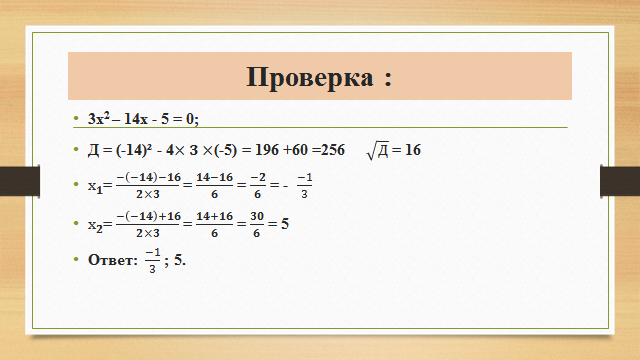 Проверка :
3x² – 14x - 5 = 0;
Д = (-14)² - 4× 3 ×(-5) = 196 +60 =256 √Д = 16
x₁= (−(−14)−16)/(2×3) = (14−16)/6 = (−2)/6 = - (−1)/3
x₂= (−(−14)+16)/(2×3) = (14+16)/6 = 30/6 = 5
Ответ: (−1)/3 ; 5.